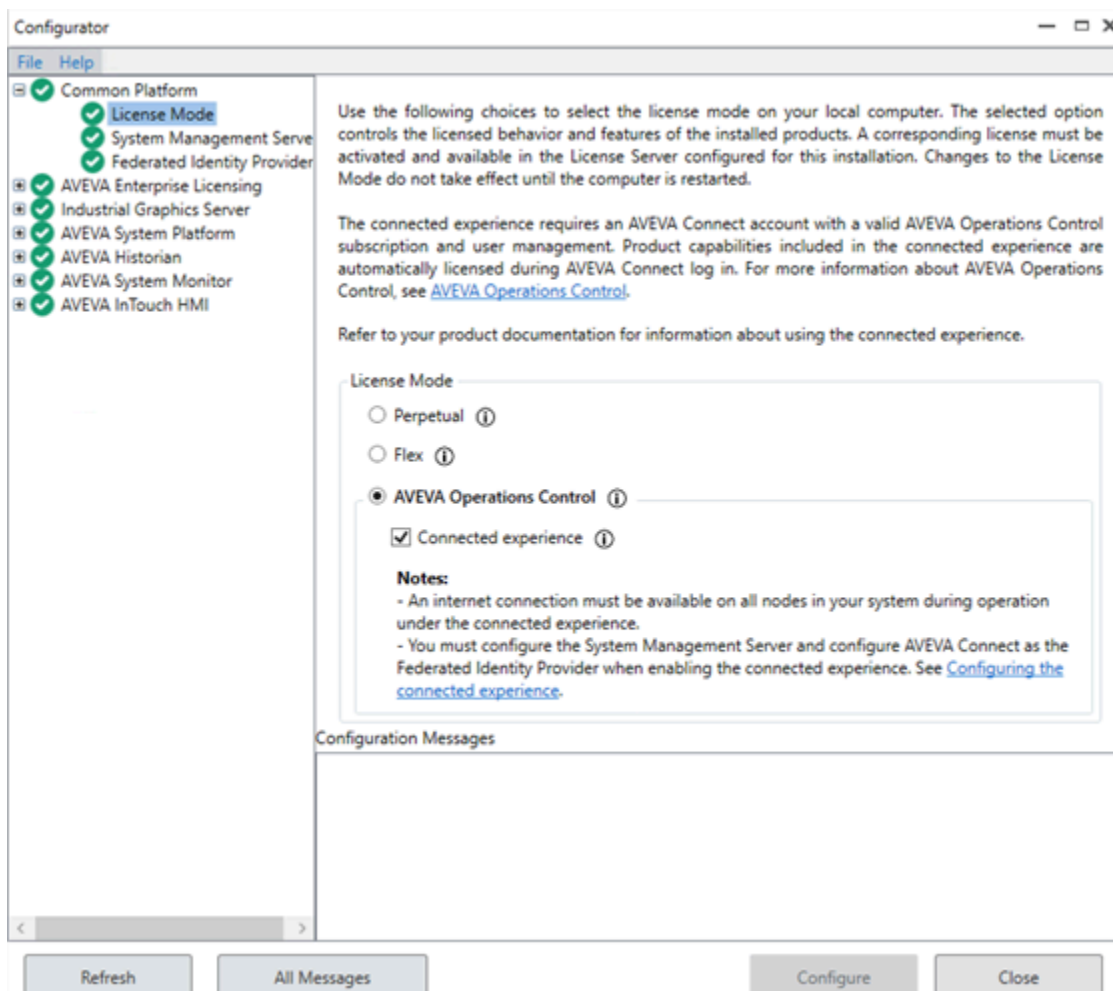 Configurator
File Help
Common Platform
License Mode
System Management Serve
Federated Identity Provider
AVEVA Enterprise Licensing
Industrial Graphics Server
AVEVA System Platform
AVEVA Historian
AVEVA System Monitor
AVEVA InTouch HMI
Use the following choices to select the license mode on your local computer. The selected option
controls the licensed behavior and features of the installed products. A corresponding license must be
activated and available in the License Server configured for this installation. Changes to the License
Mode do not take effect until the computer is restarted.
The connected experience requires an AVEVA Connect account with a valid AVEVA Operations Control
subscription and user management. Product capabilities included in the connected experience are
automatically licensed during AVEVA Connect log in. For more information about AVEVA Operations
Control, see AVEVA Operations Control.
Refer to your product documentation for information about using the connected experience.
License Mode
Perpetual
Flex
AVEVA Operations Control
Connected experience
Notes:
- An internet connection must be available on all nodes in your system during operation
under the connected experience.
- You must configure the System Management Server and configure AVEVA Connect as the
Federated Identity Provider when enabling the connected experience. See Configuring the
connected experience.
Configuration Messages
Refresh
All Messages
Configure
Close